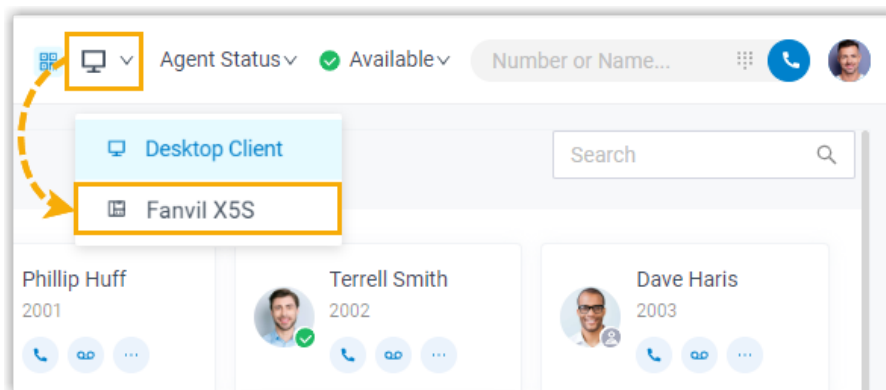 Agent Status Available Number or Name...
Desktop Client
Search
Fanvil X5S
Phillip Huff Terrell Smith Dave Haris
2001 2002 2003